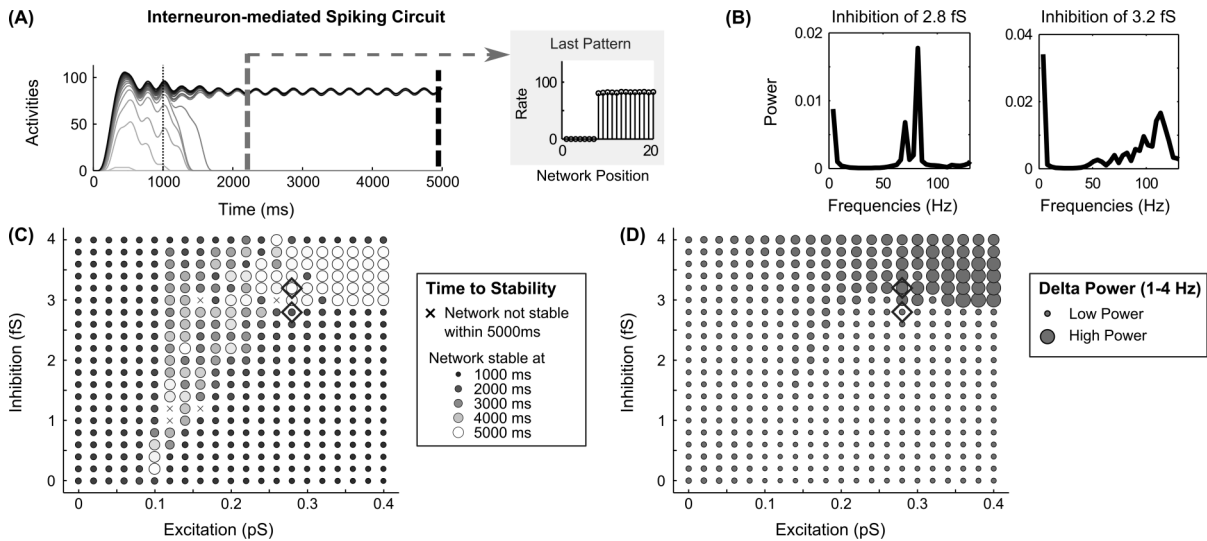 (A)
Interneuron-mediated Spiking Circuit
Activities
100
50
0
0
1000
2000
3000
4000
5000
Time (ms)
Last Pattern
Rate
100
0
0
20
Network Position
(B)
Inhibition of 2.8 fS
Power
0.02
0.01
0
0
50
100
Frequencies (Hz)
Inhibition of 3.2 fS
0.04
0.02
0
0
50
100
Frequencies (Hz)
(C)
Inhibition (fS)
4
3
2
1
0
0
0.1
0.2
0.3
0.4
Excitation (pS)
Time to Stability
× Network not stable
within 5000ms
Network stable at
1000 ms
2000 ms
3000 ms
4000 ms
5000 ms
(D)
Inhibition (fS)
4
3
2
1
0
0
0.1
0.2
0.3
0.4
Excitation (pS)
Delta Power (1-4 Hz)
Low Power
High Power